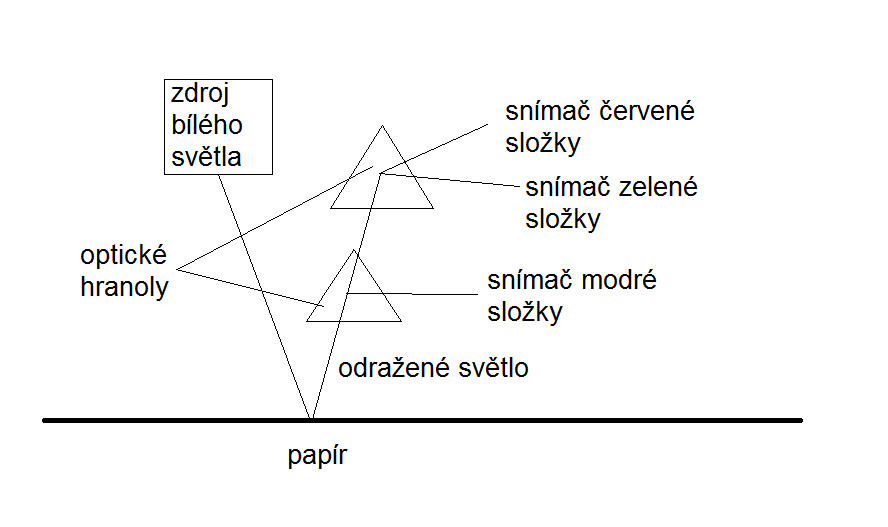 zdroj
bílého
světla
snímač červené
složky
snímač zelené
složky
optické
hranoly
snímač modré
složky
odražené světlo
papír